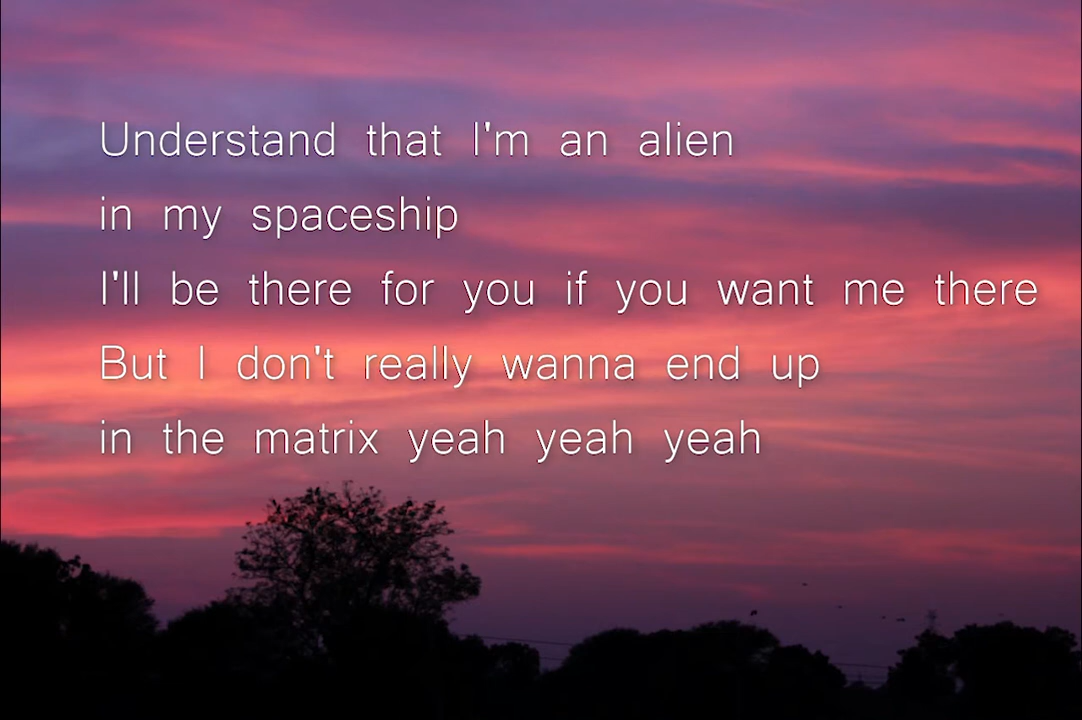 Understand that I'm an alien
in my spaceship
I'll be there for you if you want me there
But I don't really wanna end up
in the matrix yeah yeah yeah